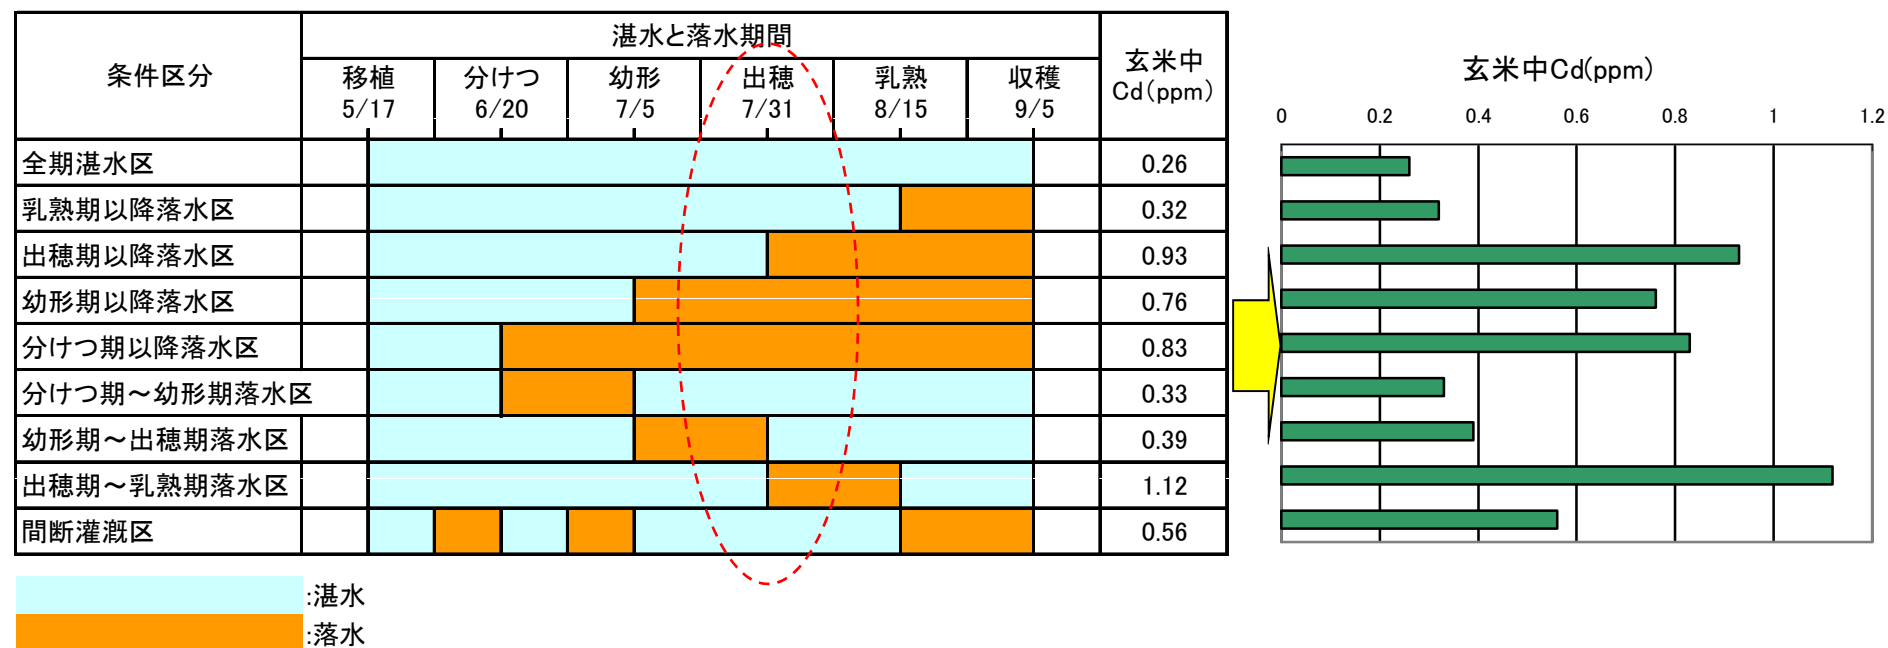 条件区分
湛水と落水期間
玄米中
Cd(ppm)
移植
5/17
分けつ
6/20
幼形
7/5
出穂
7/31
乳熟
8/15
収穫
9/5
全期湛水区 0.26
乳熟期以降落水区 0.32
出穂期以降落水区 0.93
幼形期以降落水区 0.76
分けつ期以降落水区 0.83
分けつ期～幼形期落水区 0.33
幼形期～出穂期落水区 0.39
出穂期～乳熟期落水区 1.12
間断灌漑区 0.56
:湛水
:落水
玄米中Cd(ppm)
0 0.2 0.4 0.6 0.8 1 1.2